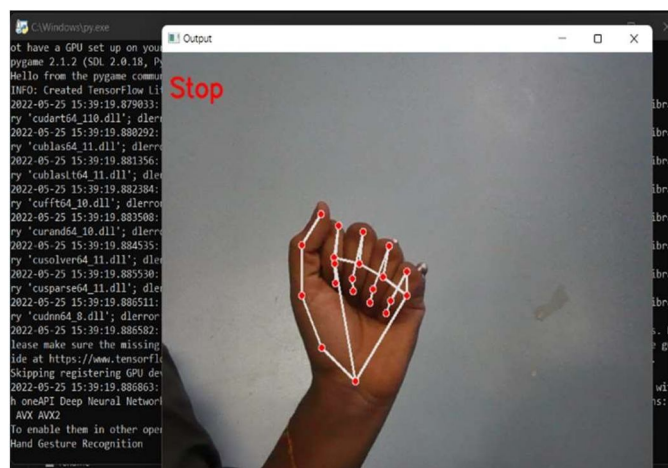 C:\Windows\py.exe
Output
ot have a GPU set up on your
pygame 2.1.2 (SDL 2.0.18, Py
Hello from the pygame commun
INFO: Created TensorFlow Lit
2022-05-25 15:39:19.879033:
ry 'cudart64_110.dll'; dlerr
2022-05-25 15:39:19.880292:
ry 'cublas64_11.dll'; dlerro
2022-05-25 15:39:19.881356:
ry 'cublasLt64_11.dll'; dler
2022-05-25 15:39:19.882384:
ry 'cufft64_10.dll'; dlerror
2022-05-25 15:39:19.883508:
ry 'curand64_10.dll'; dlerro
2022-05-25 15:39:19.884535:
ry 'cusolver64_11.dll'; dler
2022-05-25 15:39:19.885530:
ry 'cusparse64_11.dll'; dler
2022-05-25 15:39:19.886511:
ry 'cudnn64_8.dll'; dlerror
2022-05-25 15:39:19.886582:
lease make sure the missing
ide at https://www.tensorflo
Skipping registering GPU dev
2022-05-25 15:39:19.886863:
h oneAPI Deep Neural Network
AVX AVX2
To enable them in other oper
Hand Gesture Recognition
Stop